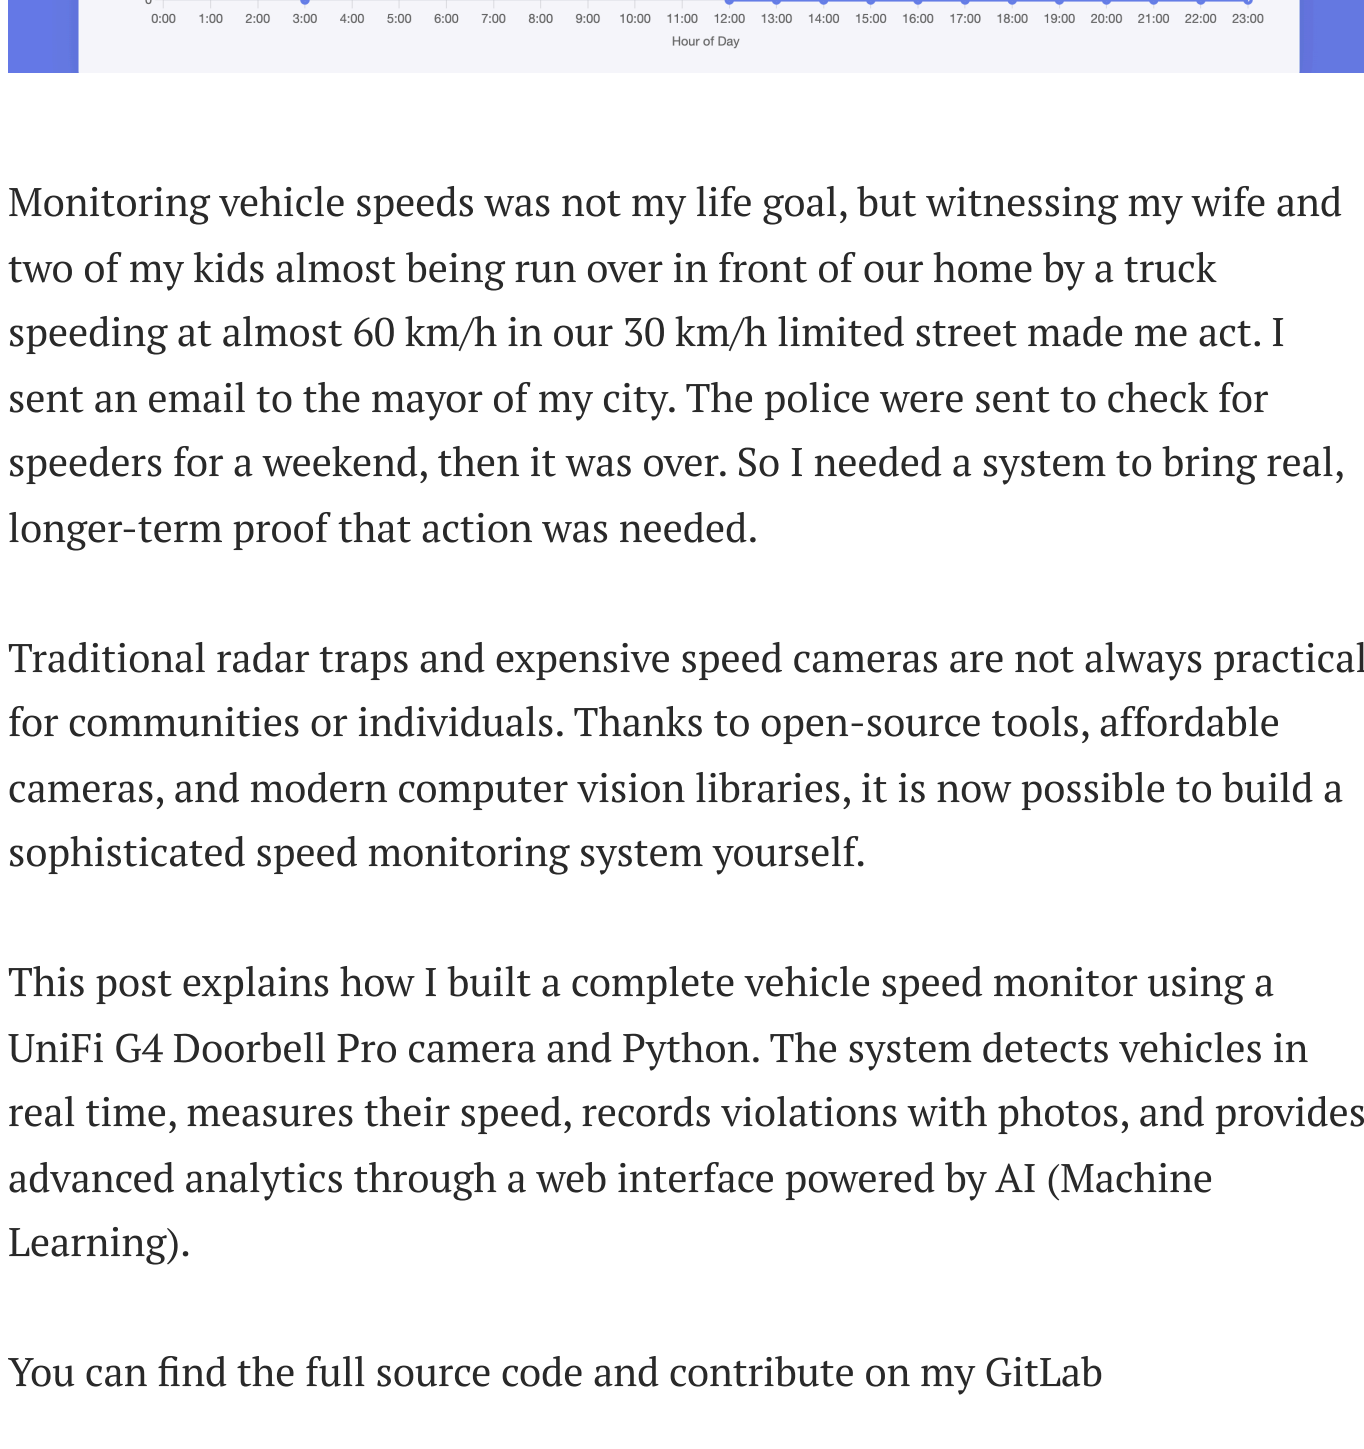 0
0:00 1:00 2:00 3:00 4:00 5:00 6:00 7:00 8:00 9:00 10:00 11:00 12:00 13:00 14:00 15:00 16:00 17:00 18:00 19:00 20:00 21:00 22:00 23:00
Hour of Day
Monitoring vehicle speeds was not my life goal, but witnessing my wife and
two of my kids almost being run over in front of our home by a truck
speeding at almost 60 km/h in our 30 km/h limited street made me act. I
sent an email to the mayor of my city. The police were sent to check for
speeders for a weekend, then it was over. So I needed a system to bring real,
longer-term proof that action was needed.
Traditional radar traps and expensive speed cameras are not always practical
for communities or individuals. Thanks to open-source tools, affordable
cameras, and modern computer vision libraries, it is now possible to build a
sophisticated speed monitoring system yourself.
This post explains how I built a complete vehicle speed monitor using a
UniFi G4 Doorbell Pro camera and Python. The system detects vehicles in
real time, measures their speed, records violations with photos, and provides
advanced analytics through a web interface powered by AI (Machine
Learning).
You can find the full source code and contribute on my GitLab